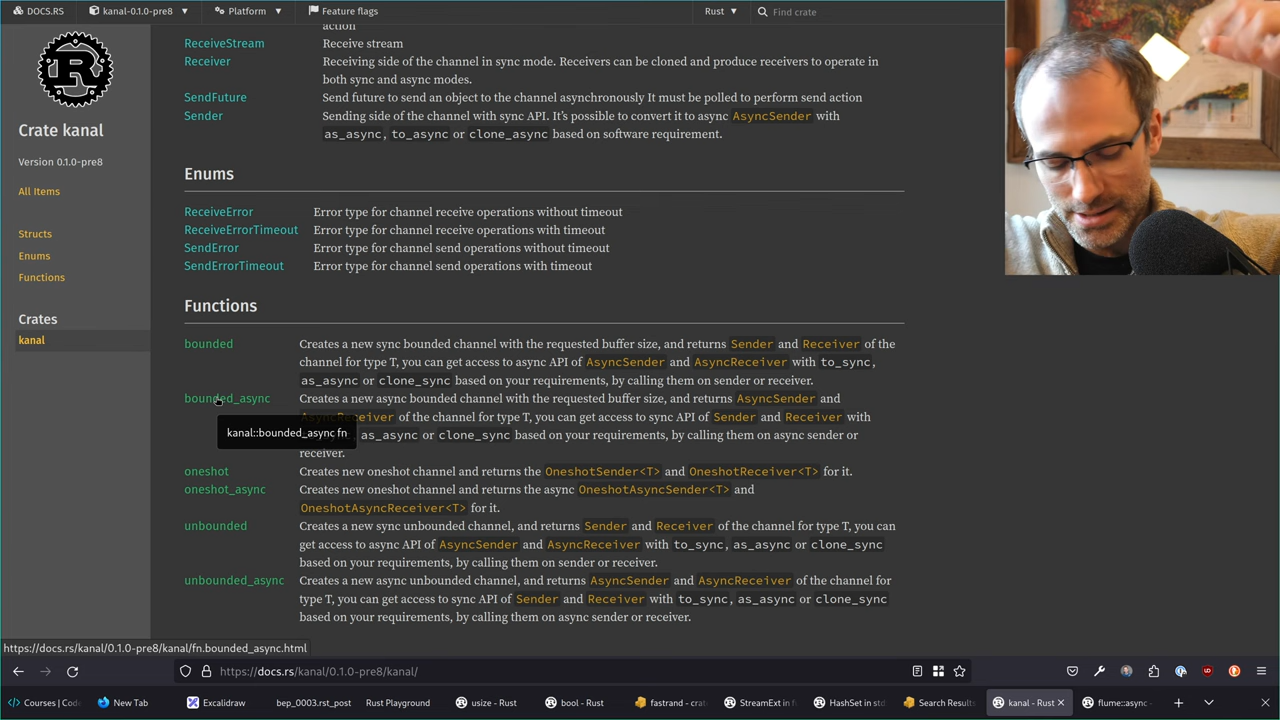 DOCS.RS
kanal-0.1.0-pre8
Platform
Feature flags
Rust
Find crate
action
ReceiveStream Receive stream
Receiver Receiving side of the channel in sync mode. Receivers can be cloned and produce receivers to operate in
both sync and async modes.
SendFuture Send future to send an object to the channel asynchronously It must be polled to perform send action
Sender Sending side of the channel with sync API. It's possible to convert it to async AsyncSender with
as_async, to_async or clone_async based on software requirement.
Crate kanal
Version 0.1.0-pre8
All Items
Structs
Enums
Functions
Crates
kanal
Enums
ReceiveError Error type for channel receive operations without timeout
ReceiveErrorTimeout Error type for channel receive operations with timeout
SendError Error type for channel send operations without timeout
SendErrorTimeout Error type for channel send operations with timeout
Functions
bounded Creates a new sync bounded channel with the requested buffer size, and returns Sender and Receiver of the
channel for type T, you can get access to async API of AsyncSender and AsyncReceiver with to_sync,
as_async or clone_sync based on your requirements, by calling them on sender or receiver.
bounded_async Creates a new async bounded channel with the requested buffer size, and returns AsyncSender and
AsyncReceiver of the channel for type T, you can get access to sync API of Sender and Receiver with
as_async or clone_sync based on your requirements, by calling them on async sender or
receiver.
kanal::bounded_async fn
oneshot Creates new oneshot channel and returns the OneshotSender<T> and OneshotReceiver<T> for it.
oneshot_async Creates new oneshot channel and returns the async OneshotAsyncSender<T> and
OneshotAsyncReceiver<T> for it.
unbounded Creates a new sync unbounded channel, and returns Sender and Receiver of the channel for type T, you can
get access to async API of AsyncSender and AsyncReceiver with to_sync, as_async or clone_sync
based on your requirements, by calling them on sender or receiver.
unbounded_async Creates a new async unbounded channel, and returns AsyncSender and AsyncReceiver of the channel for
type T, you can get access to sync API of Sender and Receiver with to_sync, as_async or clone_sync
based on your requirements, by calling them on async sender or receiver.
https://docs.rs/kanal/0.1.0-pre8/kanal/fn.bounded_async.html
https://docs.rs/kanal/0.1.0-pre8/kanal/
Courses | Cod
New Tab
Excalidraw
bep_0003.rst_post
Rust Playground
usize - Rust
bool - Rust
fastrand - crat
StreamExt in f
HashSet in std
Search Results
kanal - Rust
flume::async